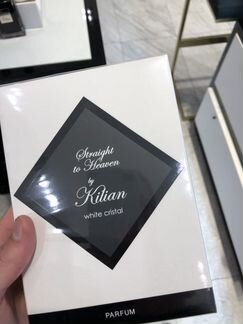 Straight
to Heaven
by
Kilian
white cristal
PARFUM